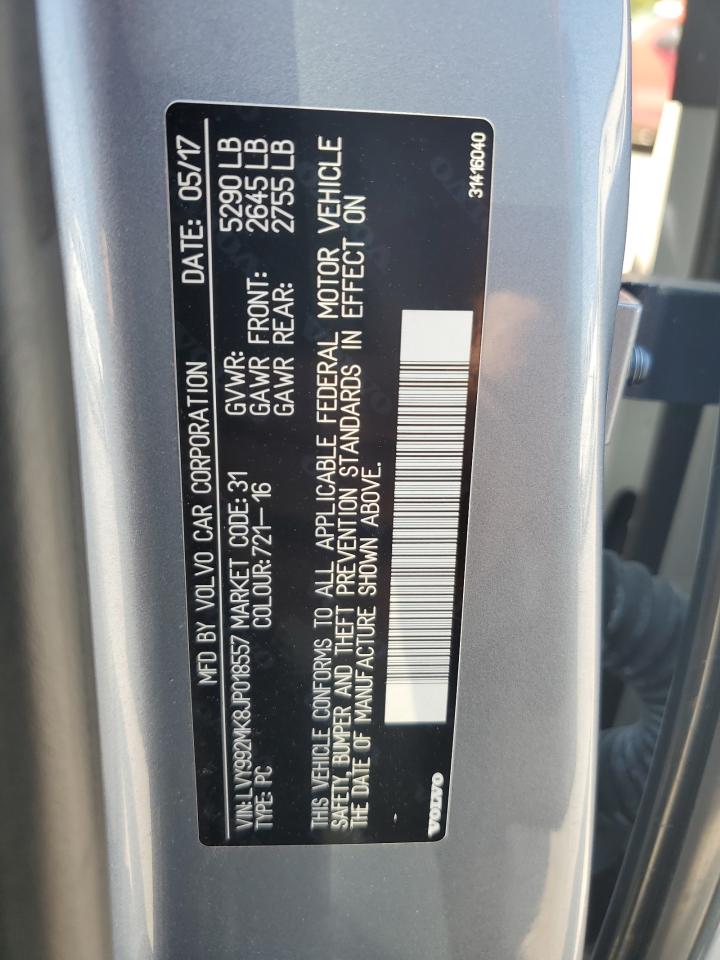 MFD BY VOLVO CAR CORPORATION DATE: 05/17
VIN: LVY992MK8JP018557 MARKET CODE: 31 GVWR: 5290 LB
TYPE: PC COLOUR: 721-16 GAWR FRONT: 2645 LB
GAWR REAR: 2755 LB
THIS VEHICLE CONFORMS TO ALL APPLICABLE FEDERAL MOTOR VEHICLE
SAFETY, BUMPER AND THEFT PREVENTION STANDARDS IN EFFECT ON
THE DATE OF MANUFACTURE SHOWN ABOVE.
VOLVO 31416040